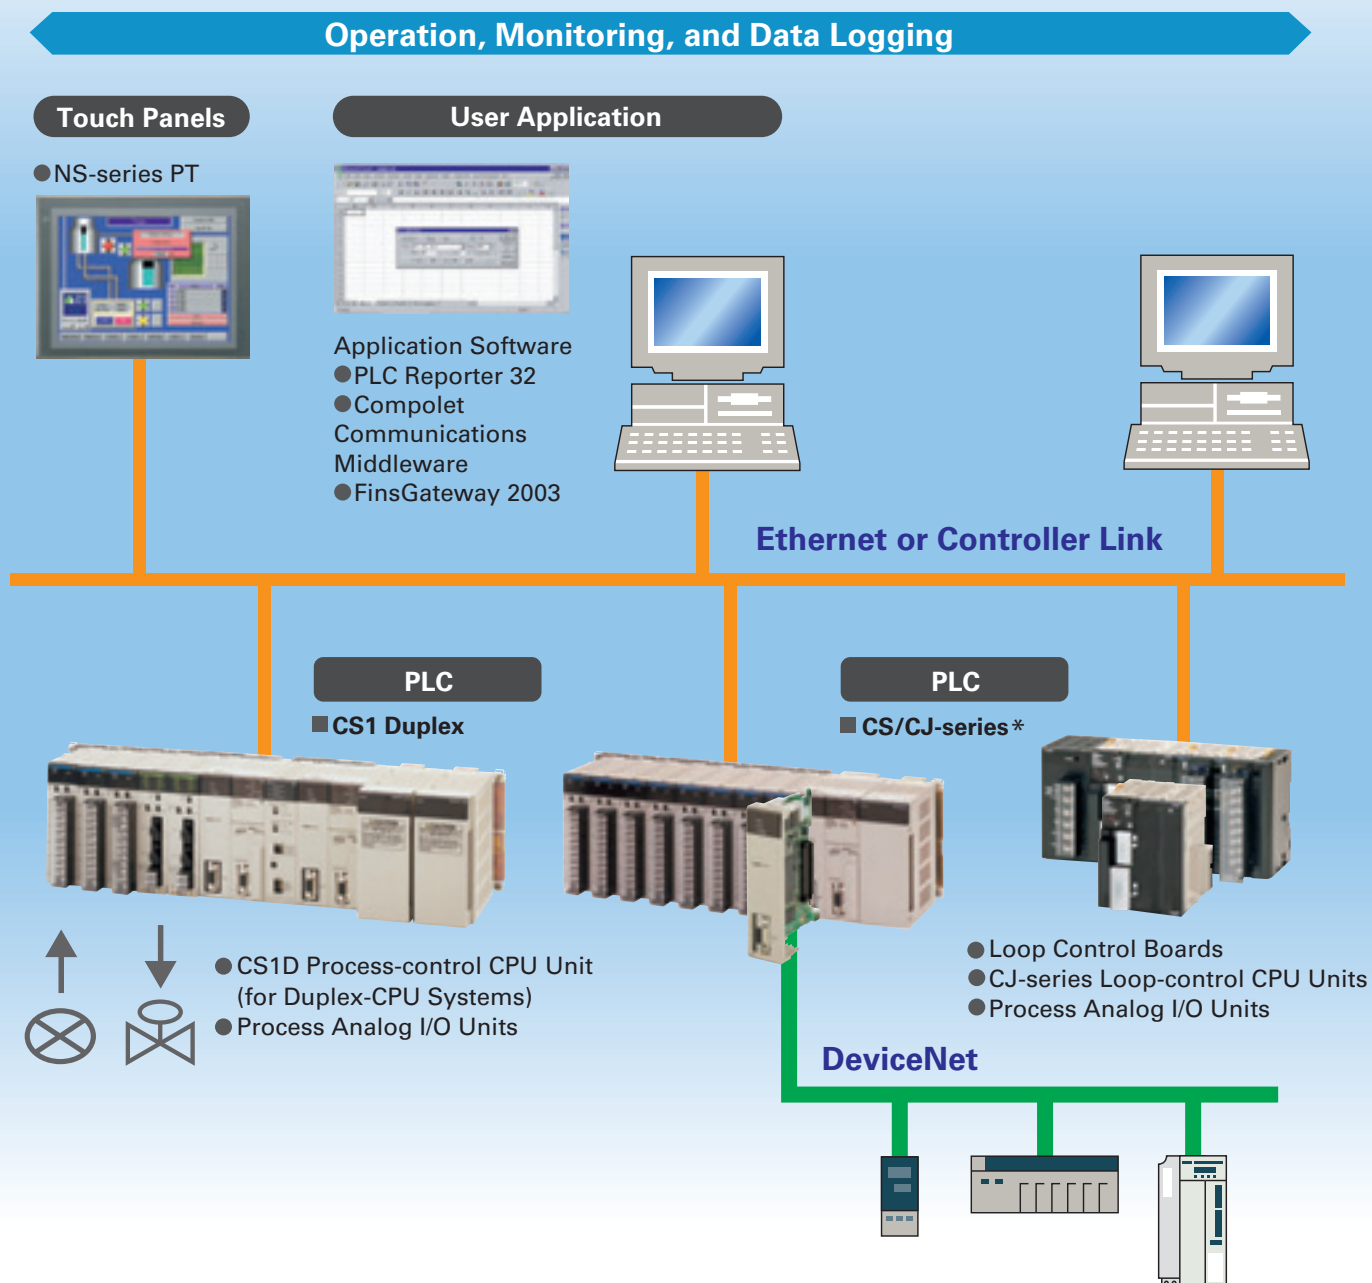 Operation, Monitoring, and Data Logging
Touch Panels
User Application
●NS-series PT
Application Software
●PLC Reporter 32
●Compolet
Communications
Middleware
●FinsGateway 2003
Ethernet or Controller Link
PLC
■CS1 Duplex
PLC
■CS/CJ-series*
●CS1D Process-control CPU Unit
(for Duplex-CPU Systems)
●Process Analog I/O Units
●Loop Control Boards
●CJ-series Loop-control CPU Units
●Process Analog I/O Units
DeviceNet